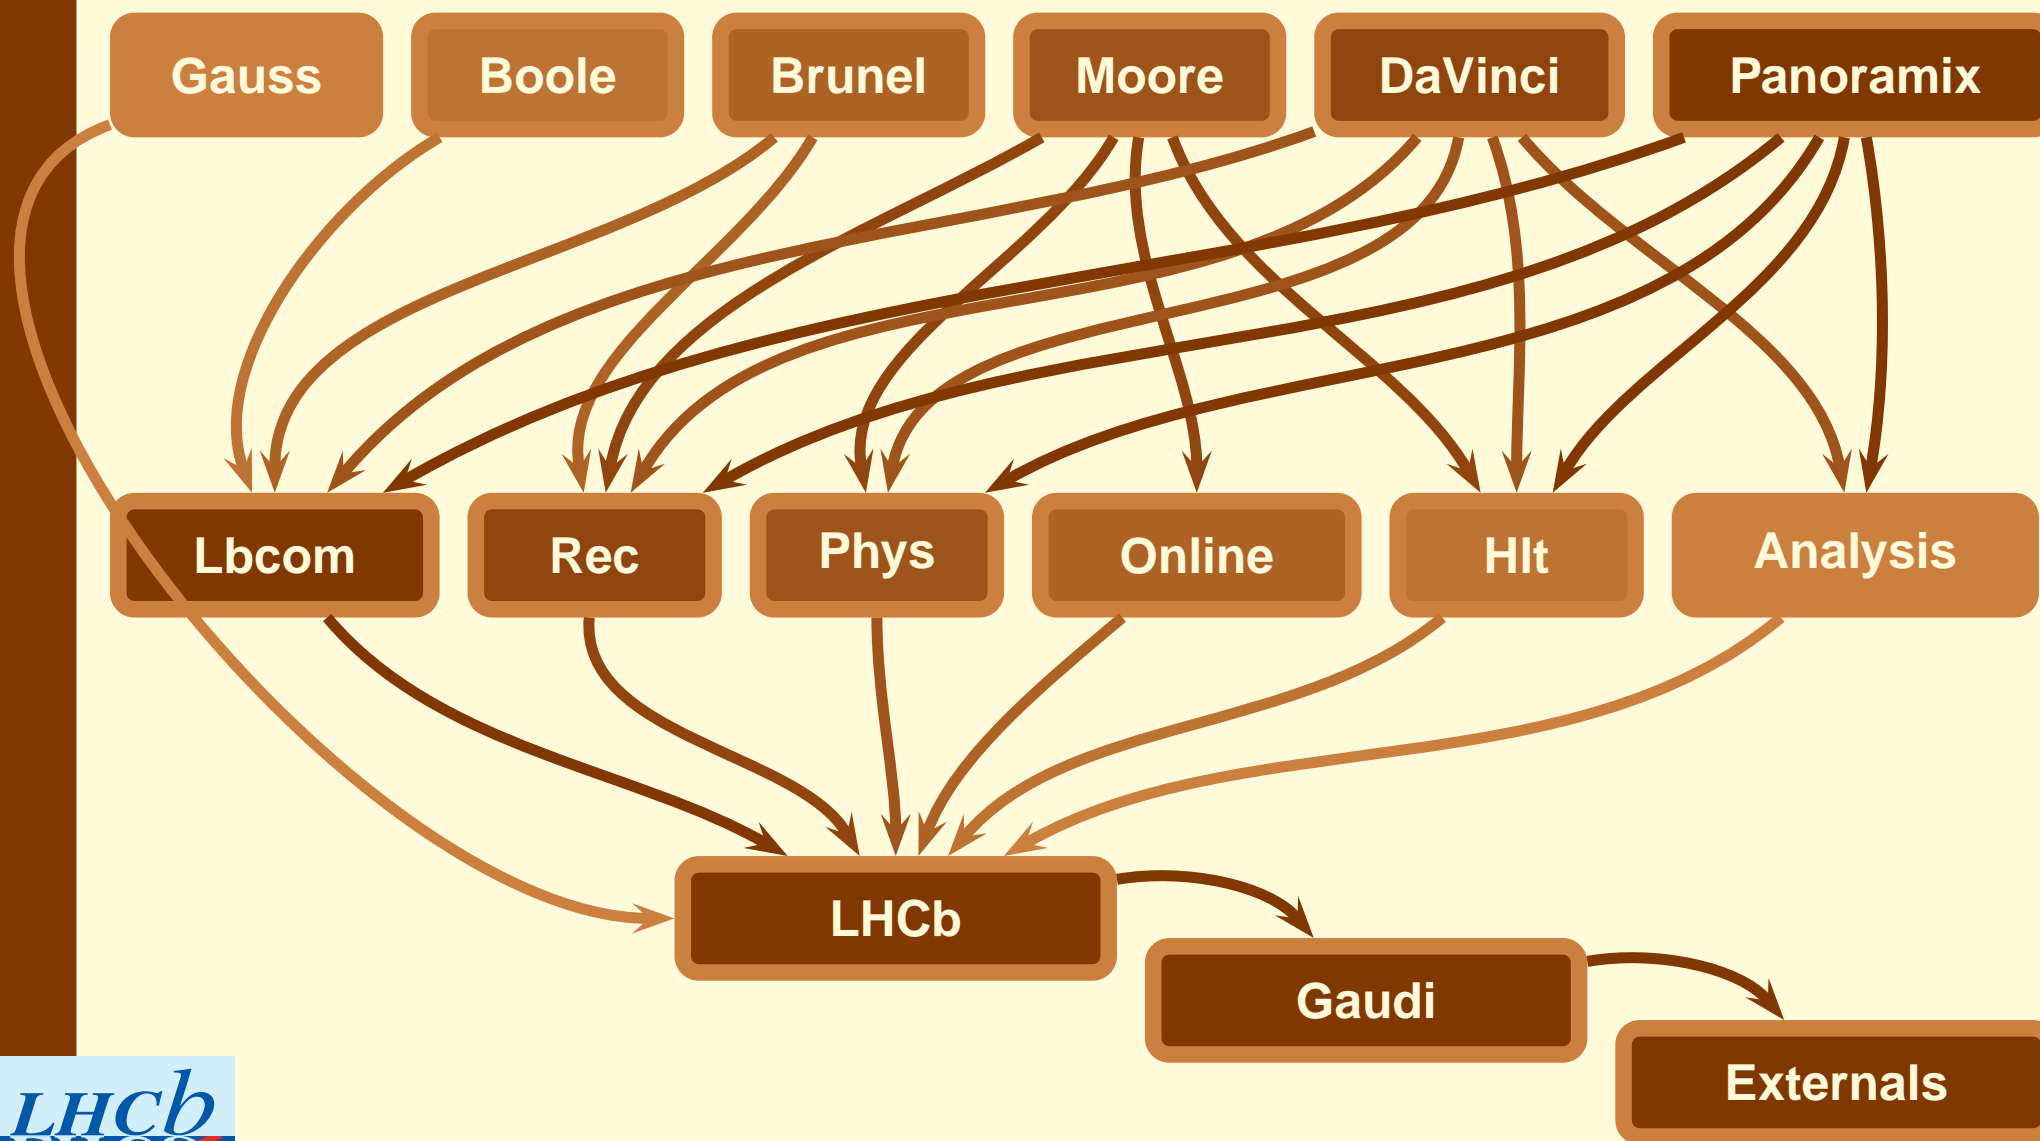 Gauss
Boole
Brunel
Moore
DaVinci
Panoramix
Lbcom
Rec
Phys
Online
Hlt
Analysis
LHCb
Gaudi
Externals
LHCb